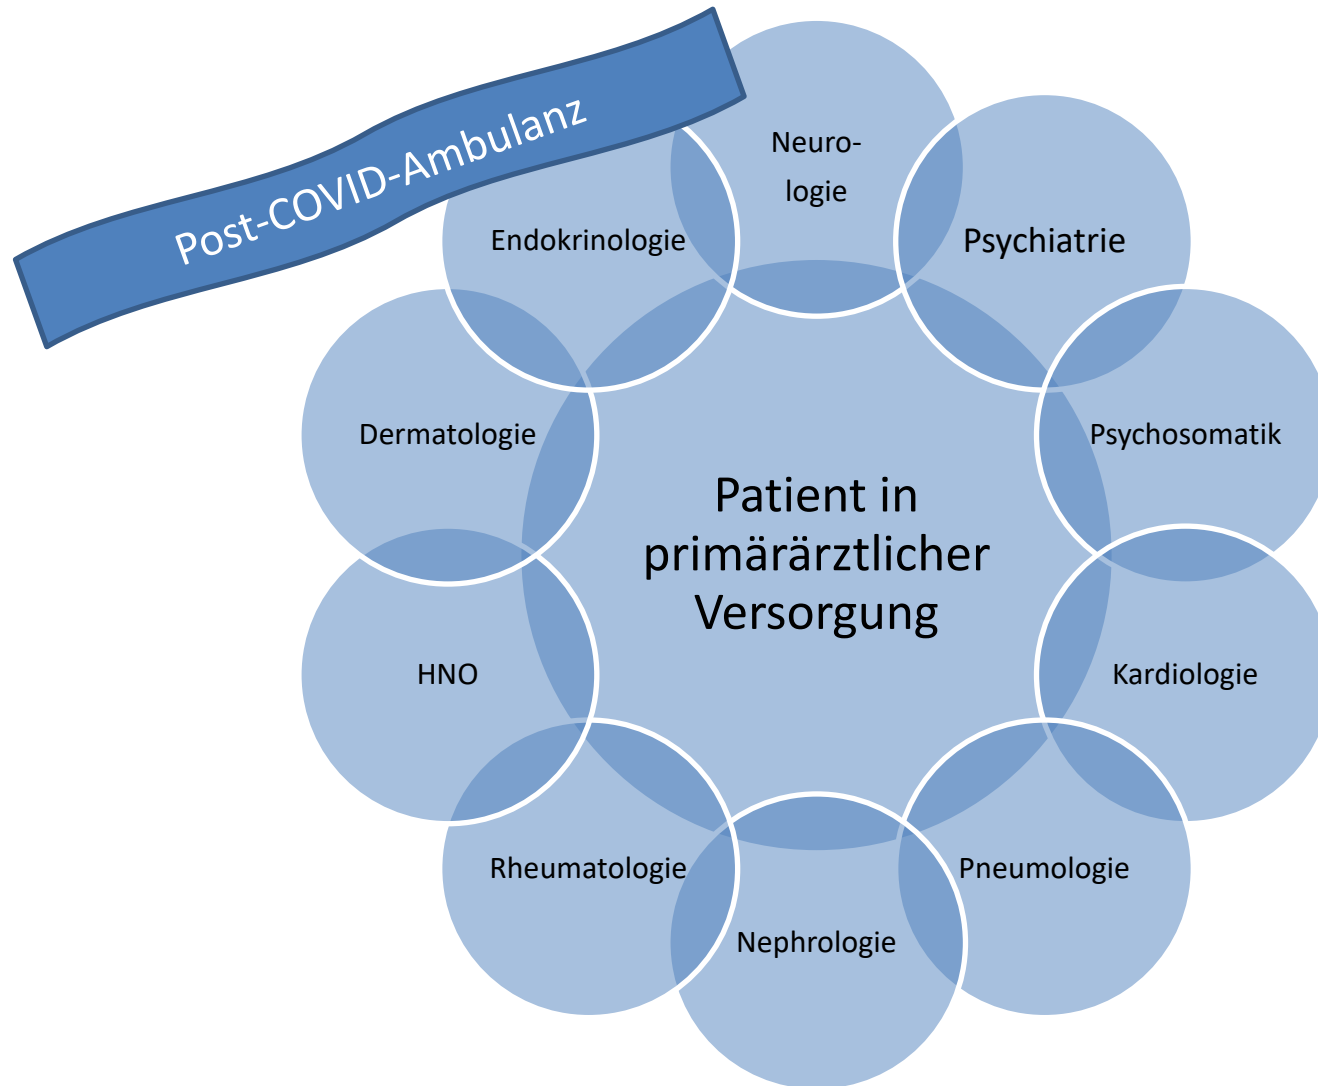 Post-COVID-Ambulanz
Neuro-
logie
Endokrinologie
Psychiatrie
Dermatologie
Psychosomatik
Patient in
primärärztlicher
Versorgung
HNO
Kardiologie
Rheumatologie
Pneumologie
Nephrologie